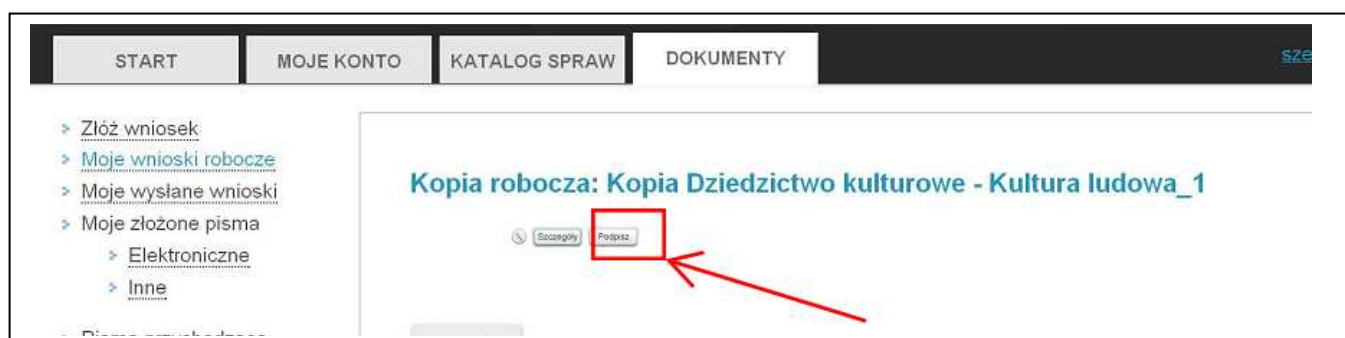 START MOJE KONTO KATALOG SPRAW DOKUMENTY
Złóż wniosek
Moje wnioski robocze
Moje wysłane wnioski
Moje złożone pisma
Elektroniczne
Inne
Kopia robocza: Kopia Dziedzictwo kulturowe - Kultura ludowa_1
Szczegóły Podpisz